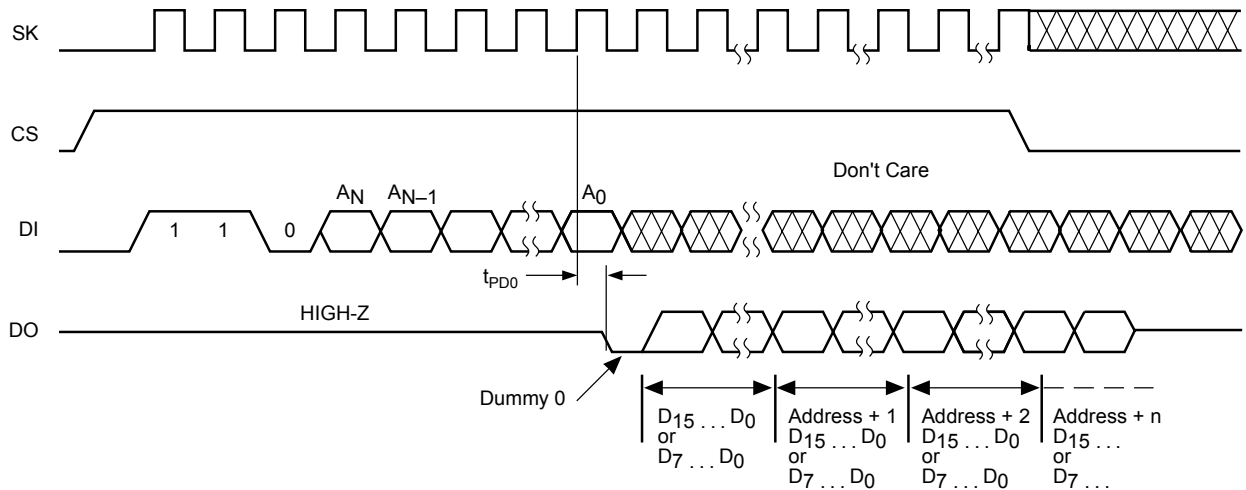 SK
CS
Don't Care
AN AN–1 A0
DI
1 1 0
tPD0
HIGH-Z
DO
Dummy 0
D15 . . . D0
or
D7 . . . D0
Address + 1
D15 . . . D0
or
D7 . . . D0
Address + 2
D15 . . . D0
or
D7 . . . D0
Address + n
D15 . . .
or
D7 . . .